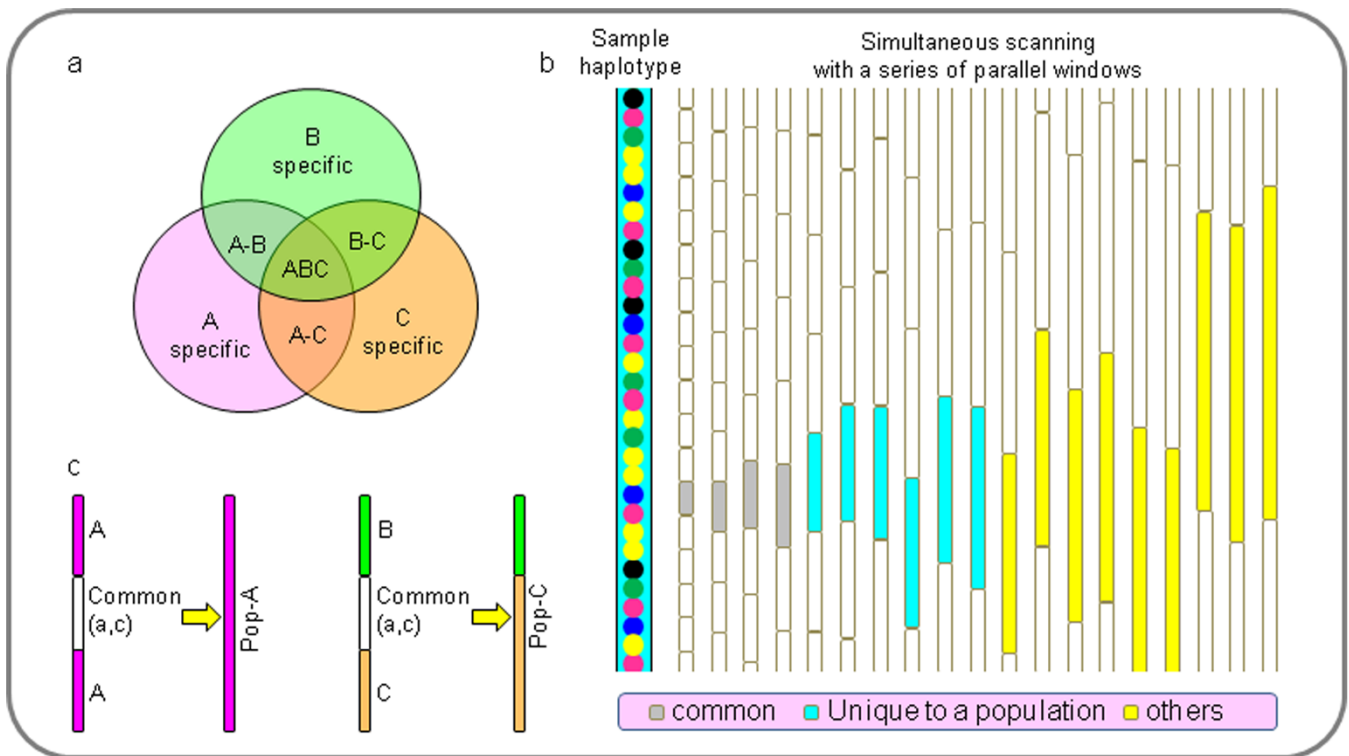 a
B
specific
A-B
B-C
ABC
A
specific
A-C
C
specific
b
Sample
haplotype
Simultaneous scanning
with a series of parallel windows
common
Unique to a population
others
c
A
Common
(a,c)
A
Pop-A
B
Common
(a,c)
C
Pop-C